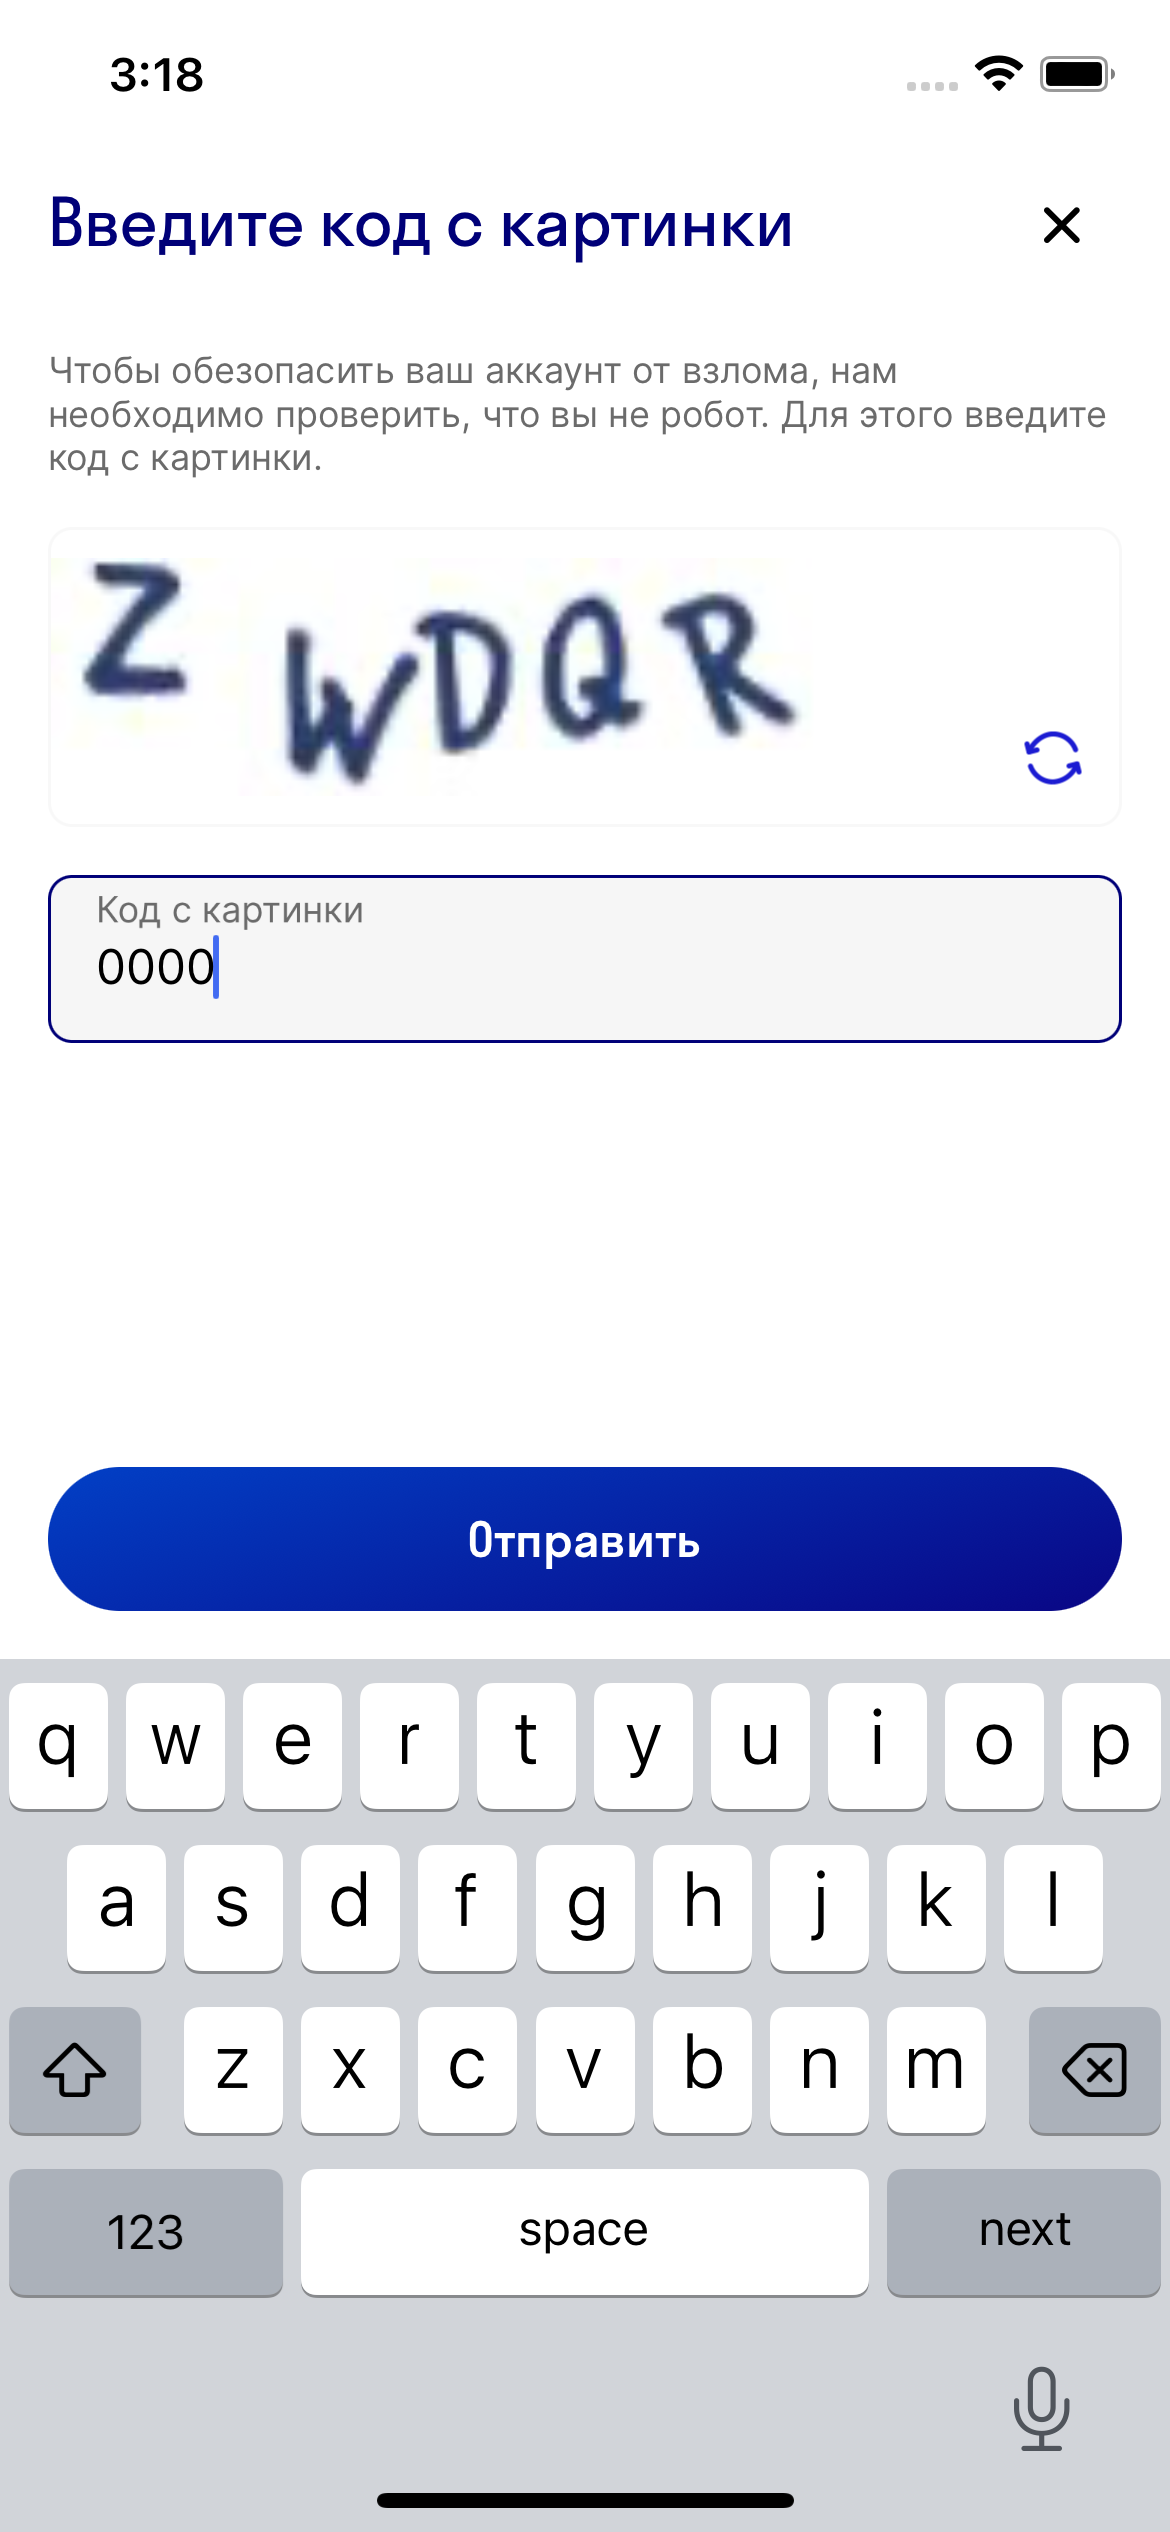 3:18
Введите код с картинки
Чтобы обезопасить ваш аккаунт от взлома, нам
необходимо проверить, что вы не робот. Для этого введите
код с картинки.
Z WDQR
Код с картинки
0000
Отправить
q w e r t y u i o p
a s d f g h j k l
z x c v b n m
123 space next